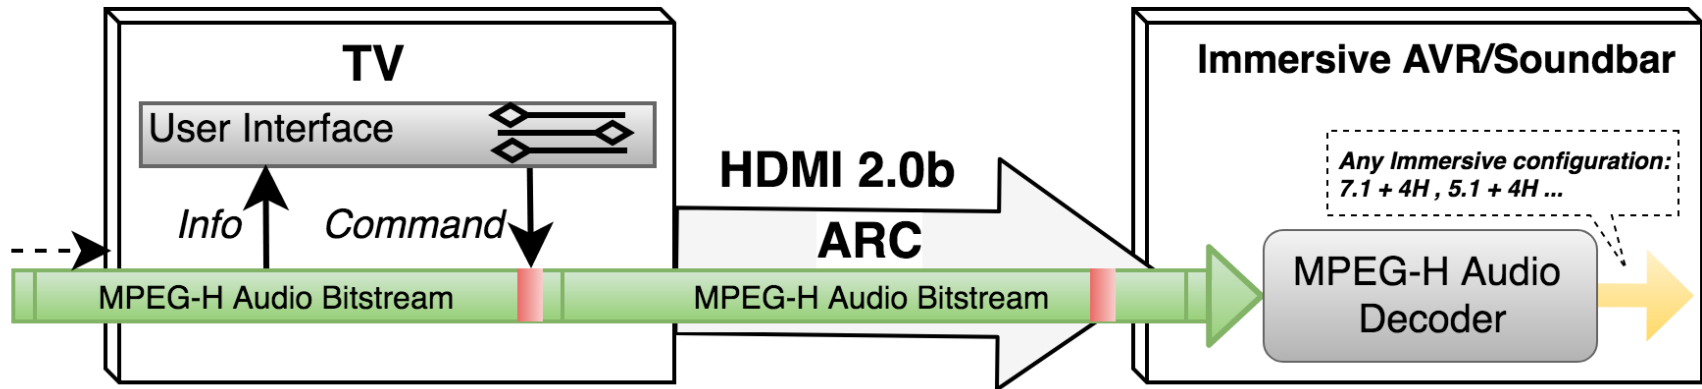 TV
User Interface
Info
Command
MPEG-H Audio Bitstream
HDMI 2.0b
ARC
MPEG-H Audio Bitstream
Immersive AVR/Soundbar
Any Immersive configuration:
7.1 + 4H , 5.1 + 4H ...
MPEG-H Audio
Decoder